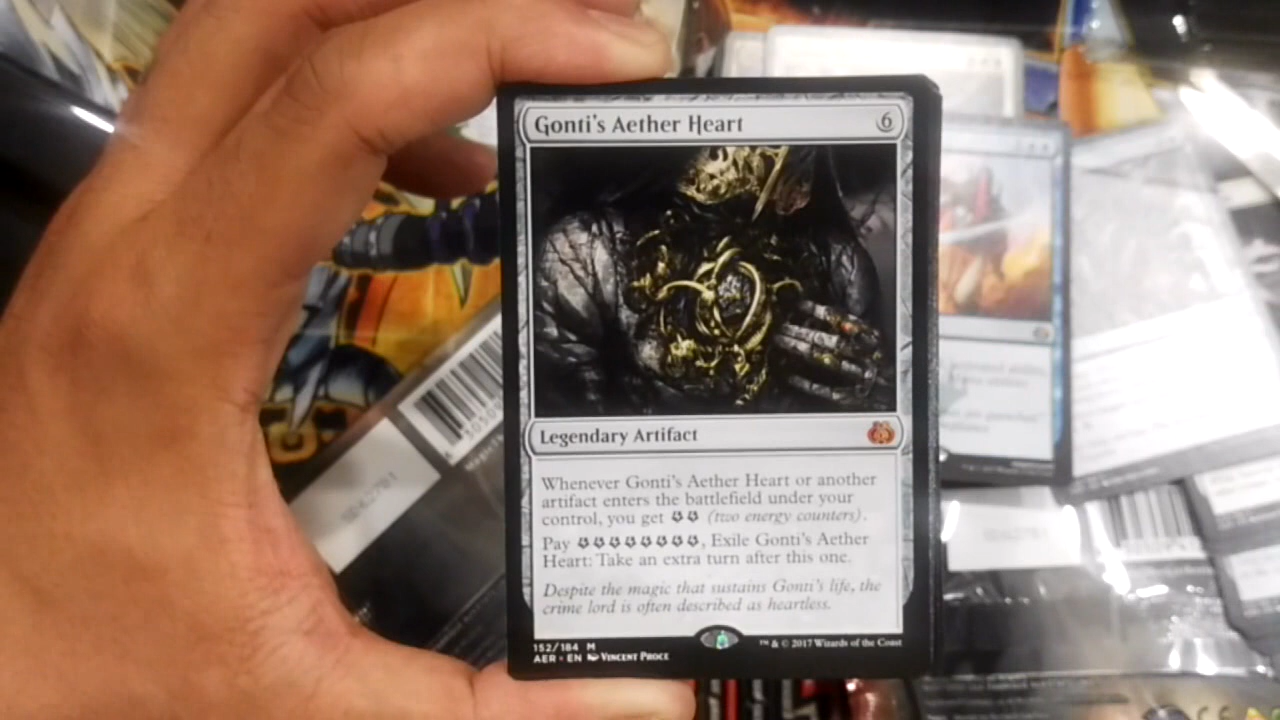 Gonti's Aether Heart 6
Legendary Artifact
Whenever Gonti's Aether Heart or another
artifact enters the battlefield under your
control, you get (two energy counters).
Pay , Exile Gonti's Aether
Heart: Take an extra turn after this one.
Despite the magic that sustains Gonti's life, the
crime lord is often described as heartless.
152/184 M
AER • EN VINCENT PROCE
™ & © 2017 Wizards of the Coast